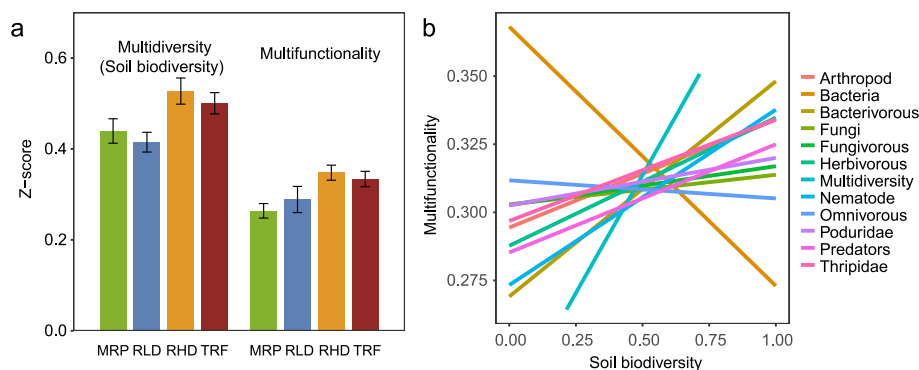 a
Multidiversity
(Soil biodiversity)
Multifunctionality
Z-score
0.6
0.4
0.2
0.0
MRP RLD RHD TRF
MRP RLD RHD TRF
b
Multifunctionality
0.350
0.325
0.300
0.275
0.00 0.25 0.50 0.75 1.00
Soil biodiversity
Arthropod
Bacteria
Bacterivorous
Fungi
Fungivorous
Herbivorous
Multidiversity
Nematode
Omnivorous
Poduridae
Predators
Thripidae